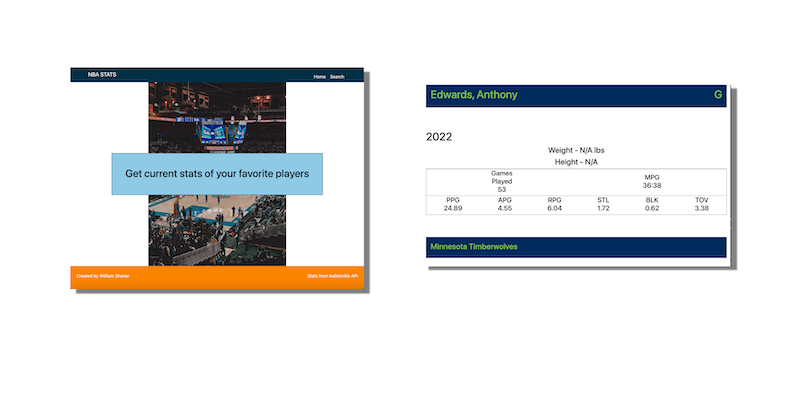 NBA STATS
Home Search
Get current stats of your favorite players
Created by William Sharer
Stats from balldontlie API
Edwards, Anthony G
2022
Weight - N/A lbs
Height - N/A
Games
Played
53
MPG
36:38
PPG APG RPG STL BLK TOV
24.89 4.55 6.04 1.72 0.62 3.38
Minnesota Timberwolves